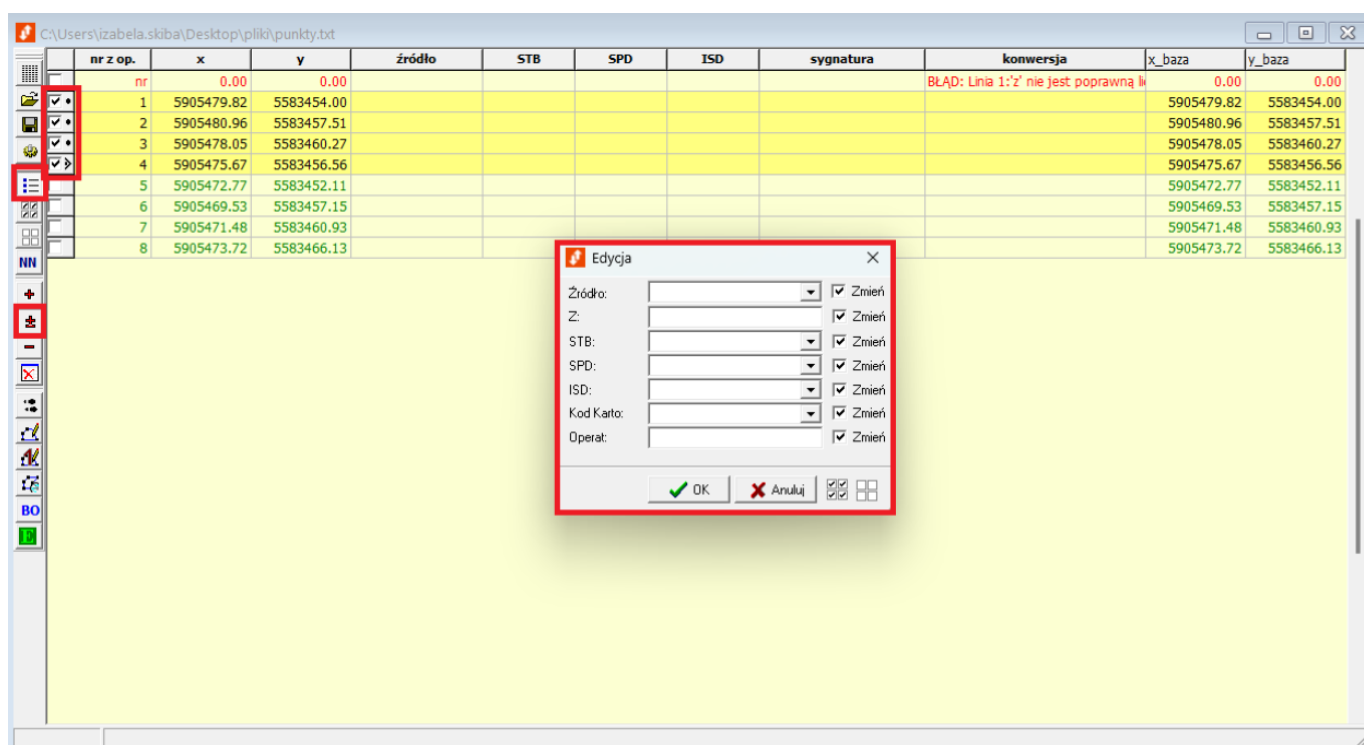 C:\Users\izabela.skiba\Desktop\pliki\punkty.txt
nr z op. x y źródło STB SPD ISD sygnatura konwersja x_baza y_baza
nr 0.00 0.00 BŁĄD: Linia 1:'z' nie jest poprawną 0.00 0.00
1 5905479.82 5583454.00 5905479.82 5583454.00
2 5905480.96 5583457.51 5905480.96 5583457.51
3 5905478.05 5583460.27 5905478.05 5583460.27
4 5905475.67 5583456.56 5905475.67 5583456.56
5 5905472.77 5583452.11 5905472.77 5583452.11
6 5905469.53 5583457.15 5905469.53 5583457.15
7 5905471.48 5583460.93 5905471.48 5583460.93
8 5905473.72 5583466.13 5905473.72 5583466.13
NN
BO
E
Edycja
Źródło: Zmień
Z: Zmień
STB: Zmień
SPD: Zmień
ISD: Zmień
Kod Karto: Zmień
Operat: Zmień
OK Anuluj